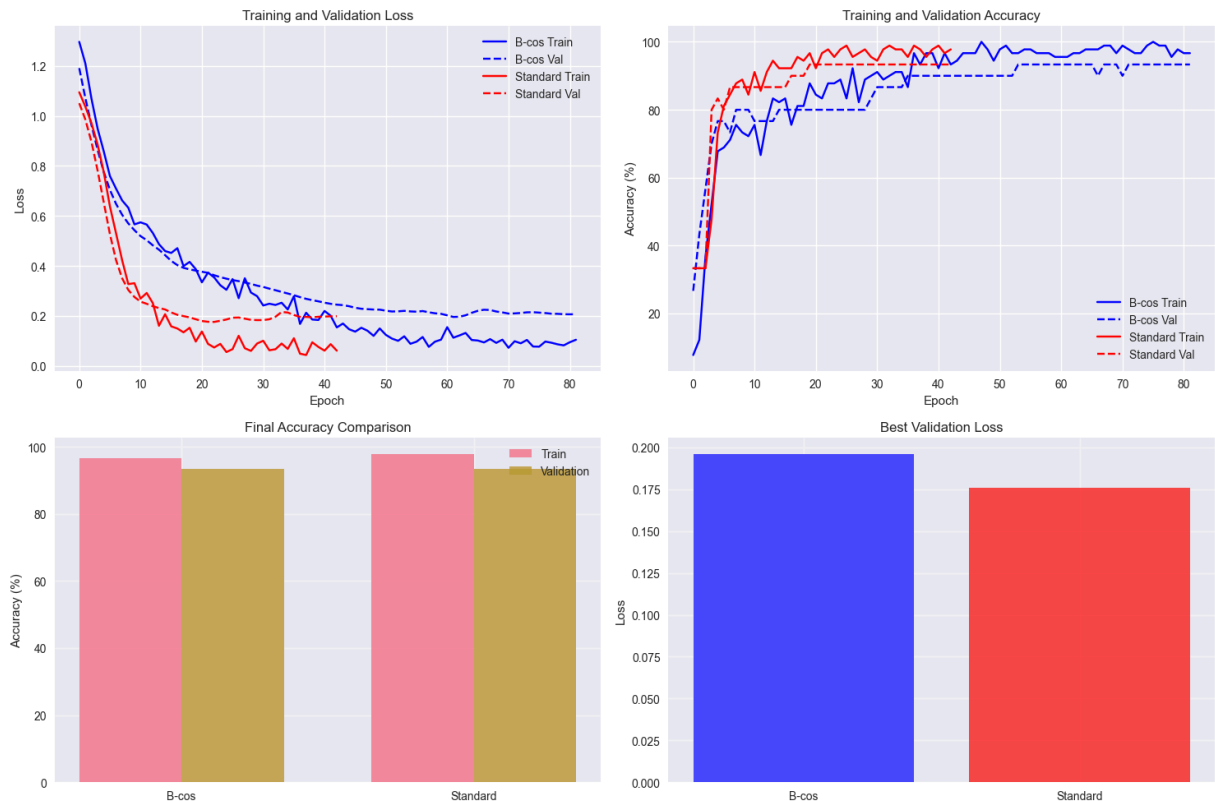 Training and Validation Loss
B-cos Train
B-cos Val
Standard Train
Standard Val
Loss
1.2
1.0
0.8
0.6
0.4
0.2
0.0
0 10 20 30 40 50 60 70 80
Epoch
Training and Validation Accuracy
Accuracy (%)
100
80
60
40
20
B-cos Train
B-cos Val
Standard Train
Standard Val
0 10 20 30 40 50 60 70 80
Epoch
Final Accuracy Comparison
Train
Validation
Accuracy (%)
100
80
60
40
20
0
B-cos Standard
Best Validation Loss
Loss
0.200
0.175
0.150
0.125
0.100
0.075
0.050
0.025
0.000
B-cos Standard